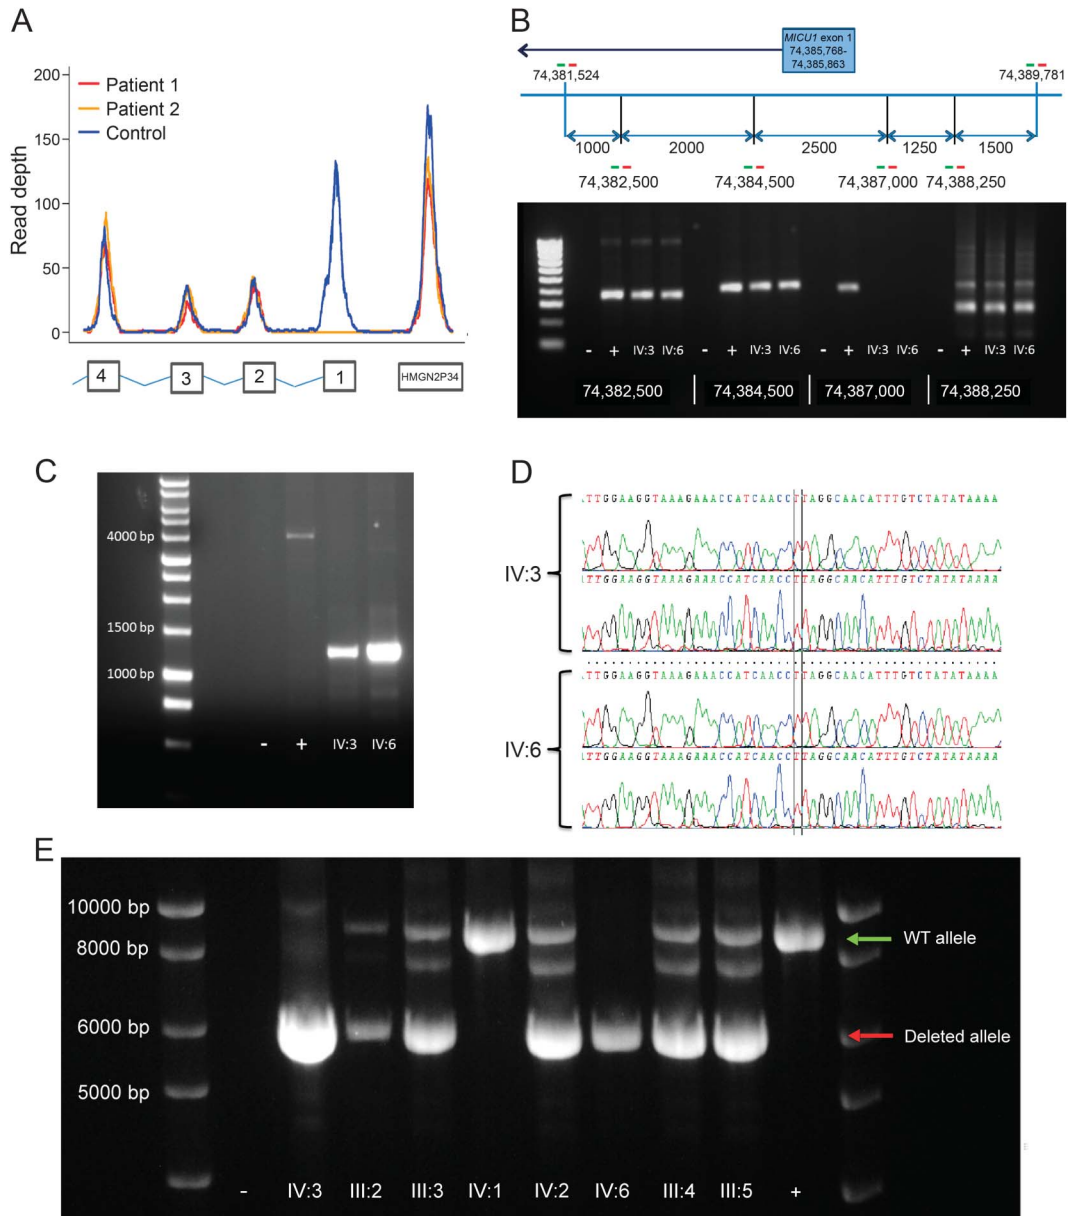 A
200
150
100
50
0
Read depth
Patient 1
Patient 2
Control
4
3
2
1
HMGN2P34
B
MICU1 exon 1
74,385,768-
74,385,863
74,381,524
74,389,781
1000
2000
2500
1250
1500
74,382,500
74,384,500
74,387,000
74,388,250
- + IV:3 IV:6 - + IV:3 IV:6 - + IV:3 IV:6 - + IV:3 IV:6
74,382,500 74,384,500 74,387,000 74,388,250
C
4000 bp
1500 bp
1000 bp
- + IV:3 IV:6
D
IV:3
TTGGAAGGTAAAGAAACCATCAACCTTAGGCAACATTTGTCTATATAAAA
TTGGAAGGTAAAGAAACCATCAACCTTAGGCAACATTTGTCTATATAAAA
IV:6
TTGGAAGGTAAAGAAACCATCAACCTTAGGCAACATTTGTCTATATAAAA
TTGGAAGGTAAAGAAACCATCAACCTTAGGCAACATTTGTCTATATAAAA
E
10000 bp
8000 bp
6000 bp
5000 bp
WT allele
Deleted allele
- IV:3 III:2 III:3 IV:1 IV:2 IV:6 III:4 III:5 +